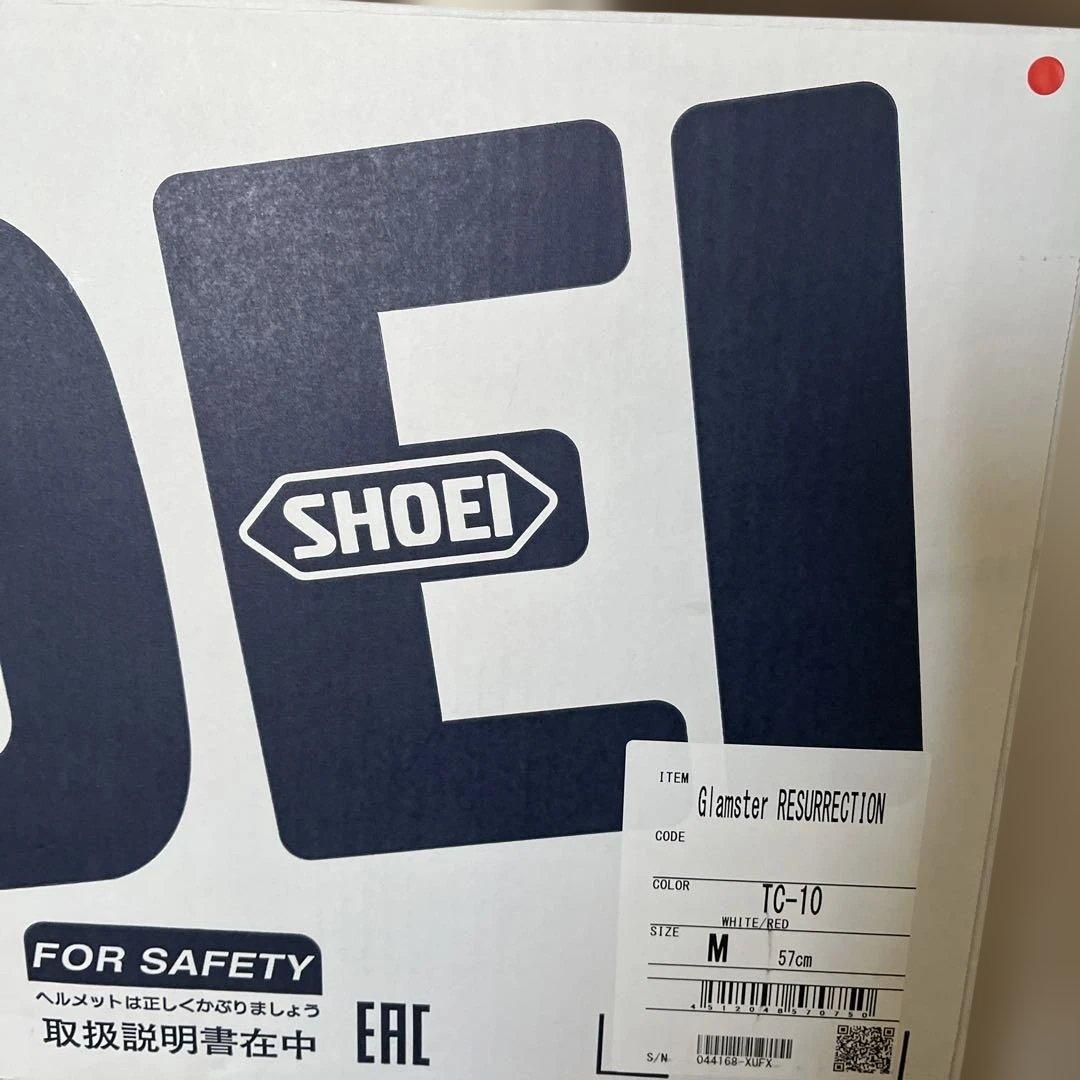 OEI
SHOEI
ITEM
Glamster RESURRECTION
CODE
COLOR
TC-10
WHITE/RED
SIZE
M
57cm
4512048570750
S/N
044168-XUFX
FOR SAFETY
ヘルメットは正しくかぶりましょう
取扱説明書在中
EAC